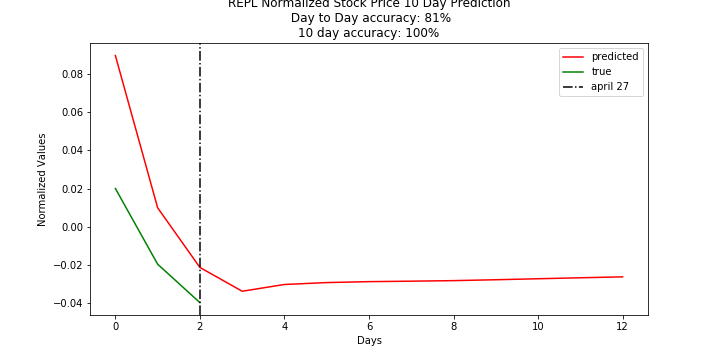 REPL Normalized Stock Price 10 Day Prediction
Day to Day accuracy: 81%
10 day accuracy: 100%
predicted
true
april 27
0.08
0.06
0.04
0.02
0.00
−0.02
−0.04
Normalized Values
0 2 4 6 8 10 12
Days